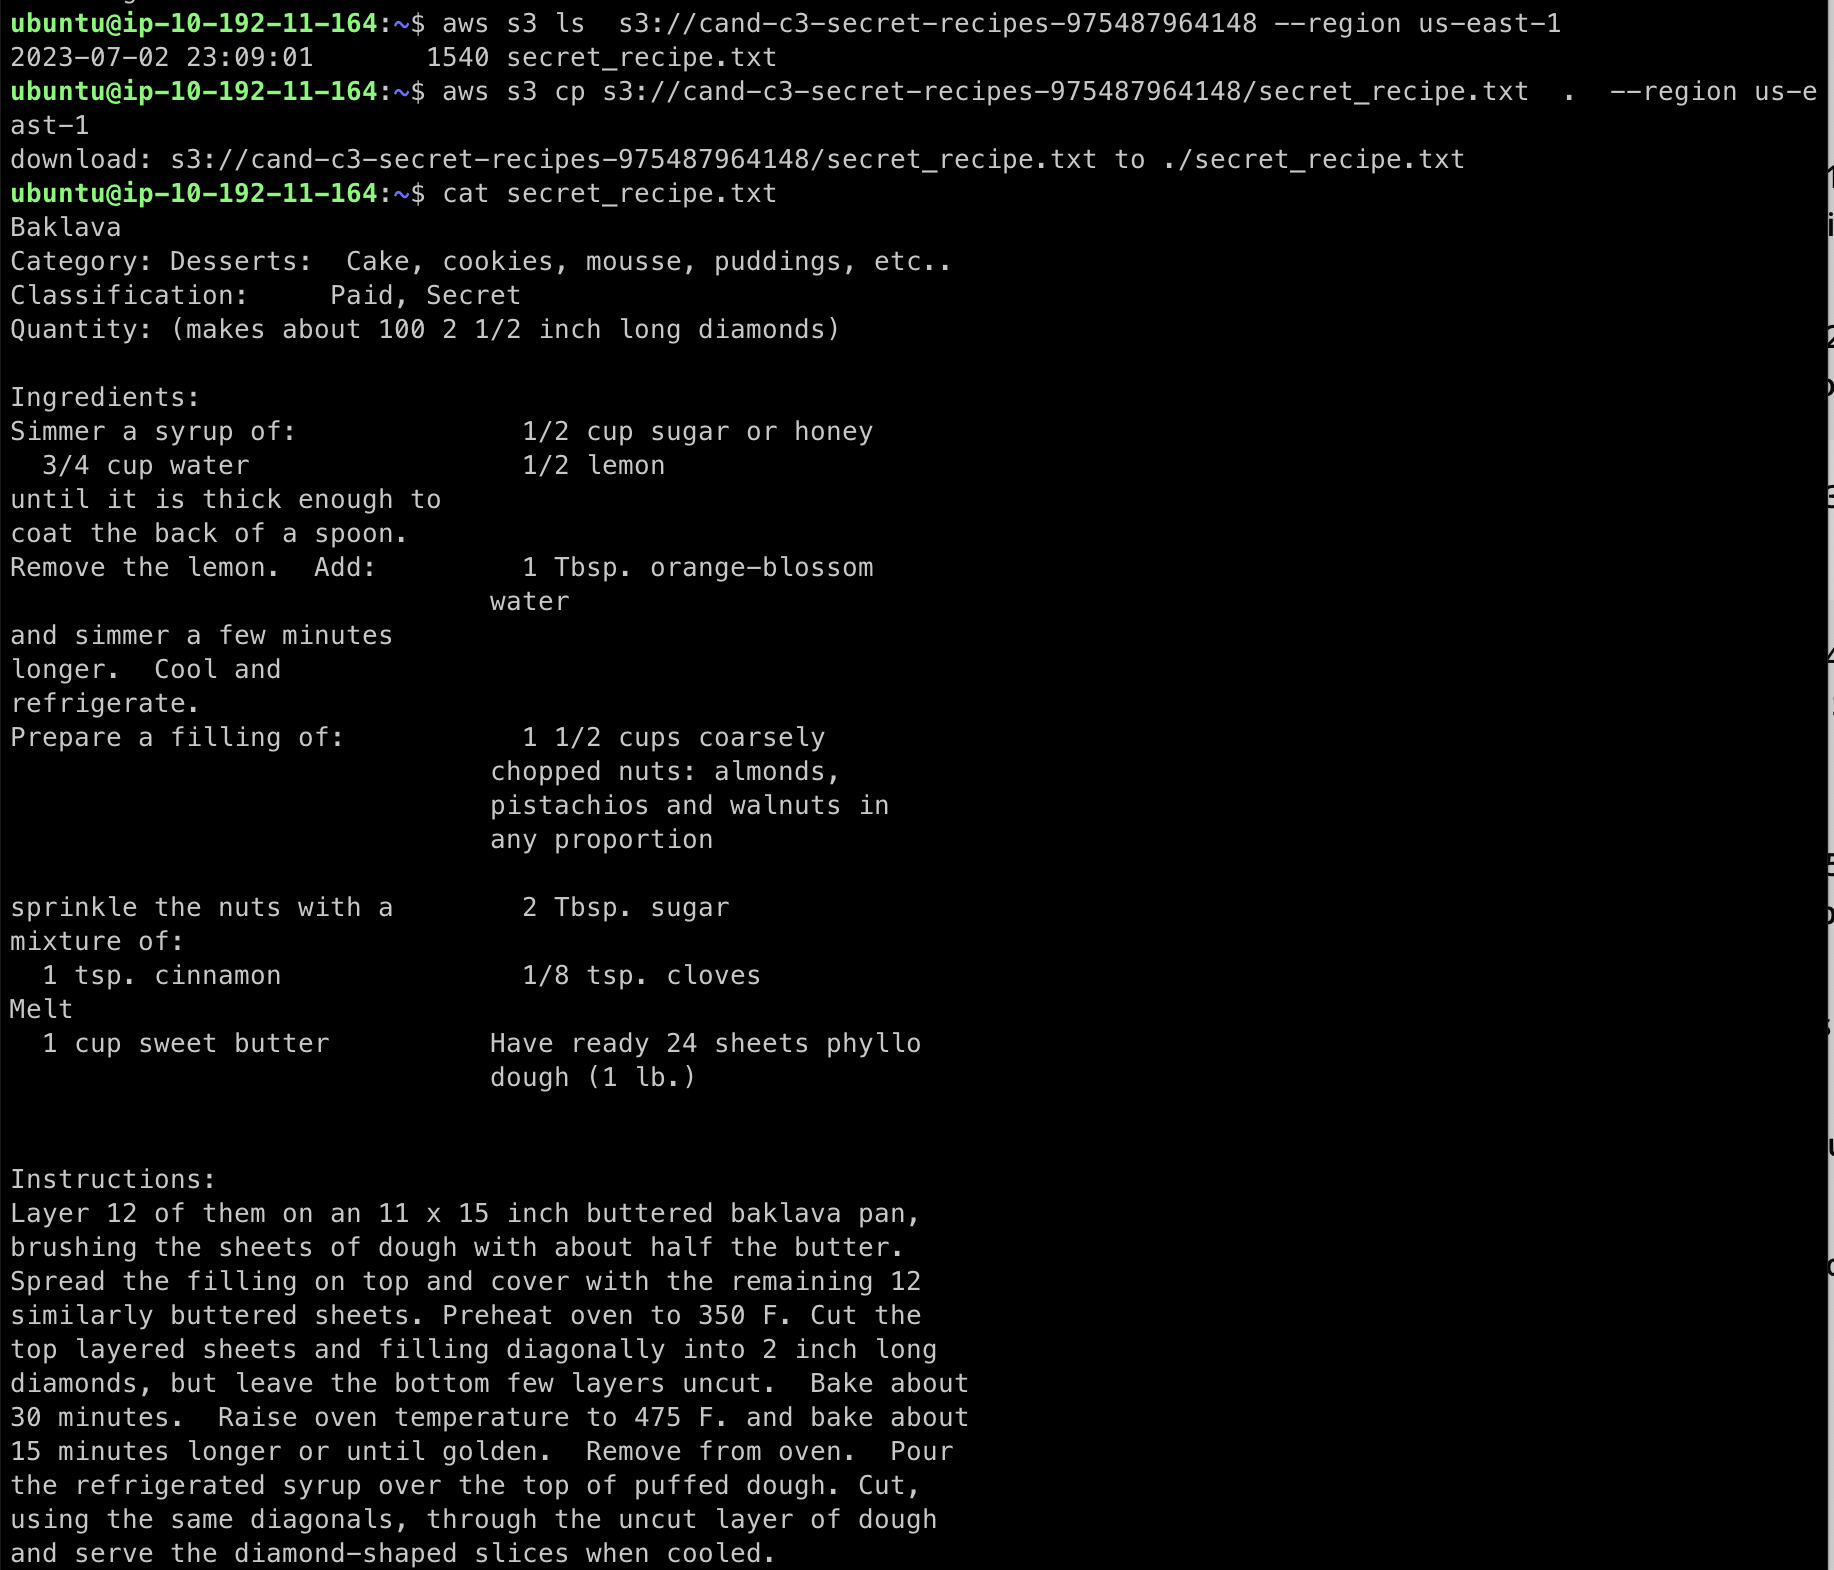 ubuntu@ip-10-192-11-164:~$ aws s3 ls  s3://cand-c3-secret-recipes-975487964148 --region us-east-1
2023-07-02 23:09:01       1540 secret_recipe.txt
ubuntu@ip-10-192-11-164:~$ aws s3 cp s3://cand-c3-secret-recipes-975487964148/secret_recipe.txt  .  --region us-e
ast-1
download: s3://cand-c3-secret-recipes-975487964148/secret_recipe.txt to ./secret_recipe.txt
ubuntu@ip-10-192-11-164:~$ cat secret_recipe.txt
Baklava
Category: Desserts:  Cake, cookies, mousse, puddings, etc..
Classification:     Paid, Secret
Quantity: (makes about 100 2 1/2 inch long diamonds)

Ingredients:
Simmer a syrup of:              1/2 cup sugar or honey
  3/4 cup water                 1/2 lemon
until it is thick enough to
coat the back of a spoon.
Remove the lemon.  Add:         1 Tbsp. orange-blossom
                              water
and simmer a few minutes
longer.  Cool and
refrigerate.
Prepare a filling of:           1 1/2 cups coarsely
                              chopped nuts: almonds,
                              pistachios and walnuts in
                              any proportion

sprinkle the nuts with a        2 Tbsp. sugar
mixture of:
  1 tsp. cinnamon               1/8 tsp. cloves
Melt
  1 cup sweet butter          Have ready 24 sheets phyllo
                              dough (1 lb.)

Instructions:
Layer 12 of them on an 11 x 15 inch buttered baklava pan,
brushing the sheets of dough with about half the butter.
Spread the filling on top and cover with the remaining 12
similarly buttered sheets. Preheat oven to 350 F. Cut the
top layered sheets and filling diagonally into 2 inch long
diamonds, but leave the bottom few layers uncut.  Bake about
30 minutes.  Raise oven temperature to 475 F. and bake about
15 minutes longer or until golden.  Remove from oven.  Pour
the refrigerated syrup over the top of puffed dough. Cut,
using the same diagonals, through the uncut layer of dough
and serve the diamond-shaped slices when cooled.